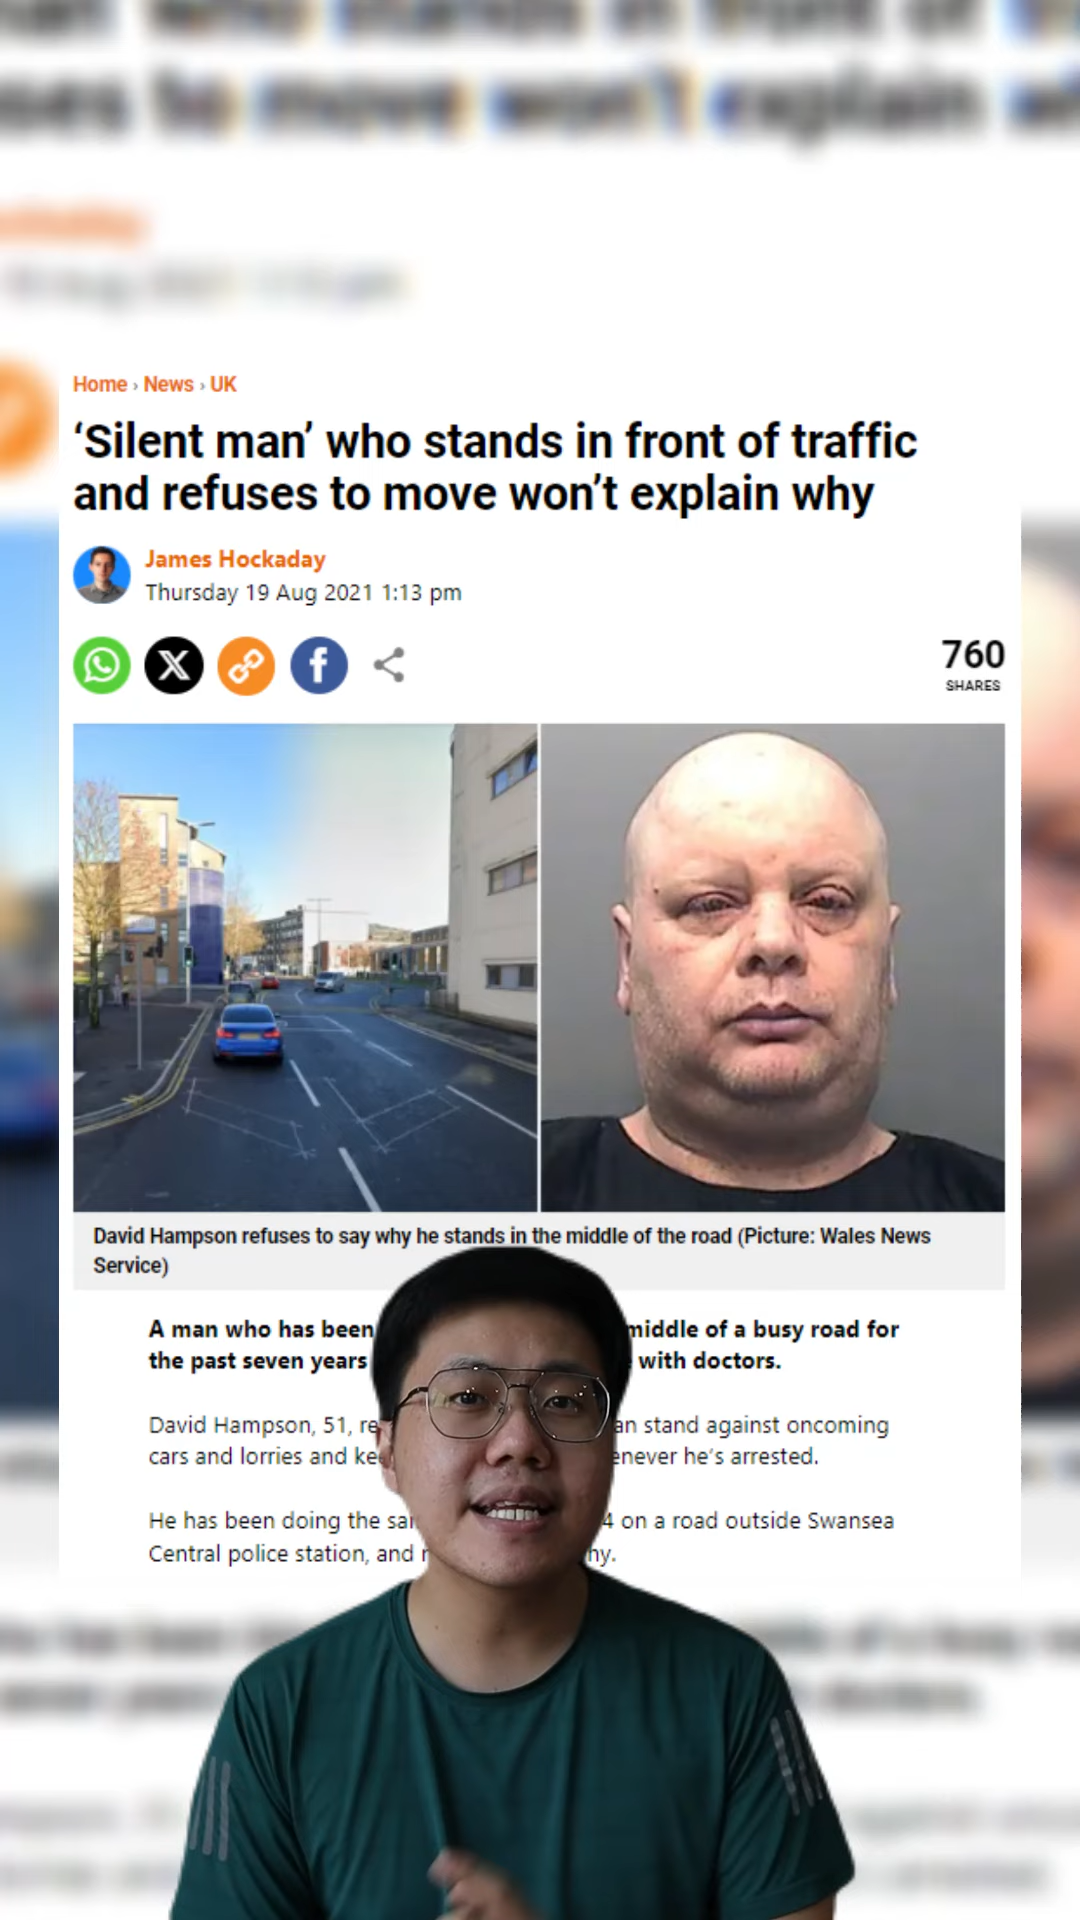 Home › News › UK
‘Silent man’ who stands in front of traffic
and refuses to move won’t explain why
James Hockaday
Thursday 19 Aug 2021 1:13 pm
760
SHARES
David Hampson refuses to say why he stands in the middle of the road (Picture: Wales News
Service)
A man who has been middle of a busy road for
the past seven years with doctors.
David Hampson, 51, stand against oncoming
cars and lorries and he’s arrested.
He has been doing the on a road outside Swansea
Central police station, and